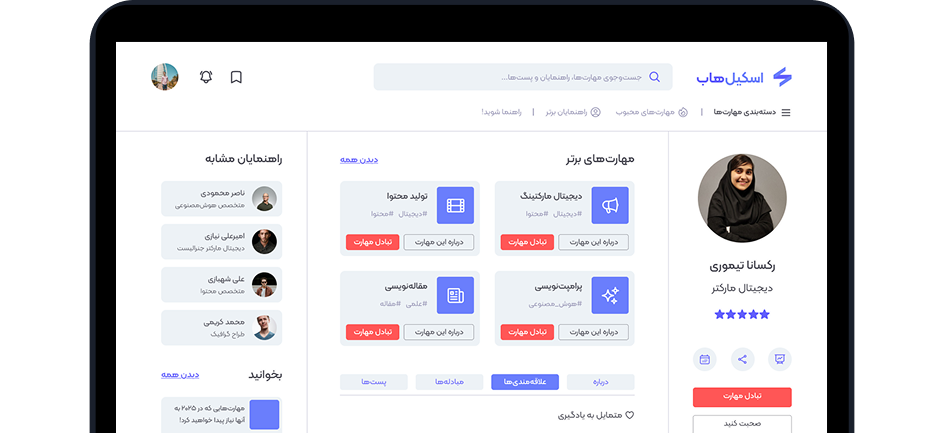 اسکیل‌هاب
جست‌وجوی مهارت‌ها، راهنمایان و پست‌ها...
دسته‌بندی مهارت‌ها
مهارت‌های محبوب
راهنمایان برتر
راهنما شوید!
رکسانا تیموری
دیجیتال مارکتر
تبادل مهارت
صحبت کنید
مهارت‌های برتر
دیدن همه
دیجیتال مارکتینگ
#دیجیتال #محتوا
درباره این مهارت
تبادل مهارت
تولید محتوا
#دیجیتال #محتوا
درباره این مهارت
تبادل مهارت
پرامپت‌نویسی
#هوش_مصنوعی
درباره این مهارت
تبادل مهارت
مقاله‌نویسی
#علمی #مقاله
درباره این مهارت
تبادل مهارت
درباره
علاقه‌مندی‌ها
مبادله‌ها
پست‌ها
متمایل به یادگیری
راهنمایان مشابه
ناصر محمودی
متخصص هوش‌مصنوعی
امیرعلی نیازی
دیجیتال مارکتر جنرالیست
علی شهبازی
متخصص محتوا
محمد کریمی
طراح گرافیک
بخوانید
دیدن همه
مهارت‌هایی که در ۲۰۲۵ به
آنها نیاز پیدا خواهید کرد!